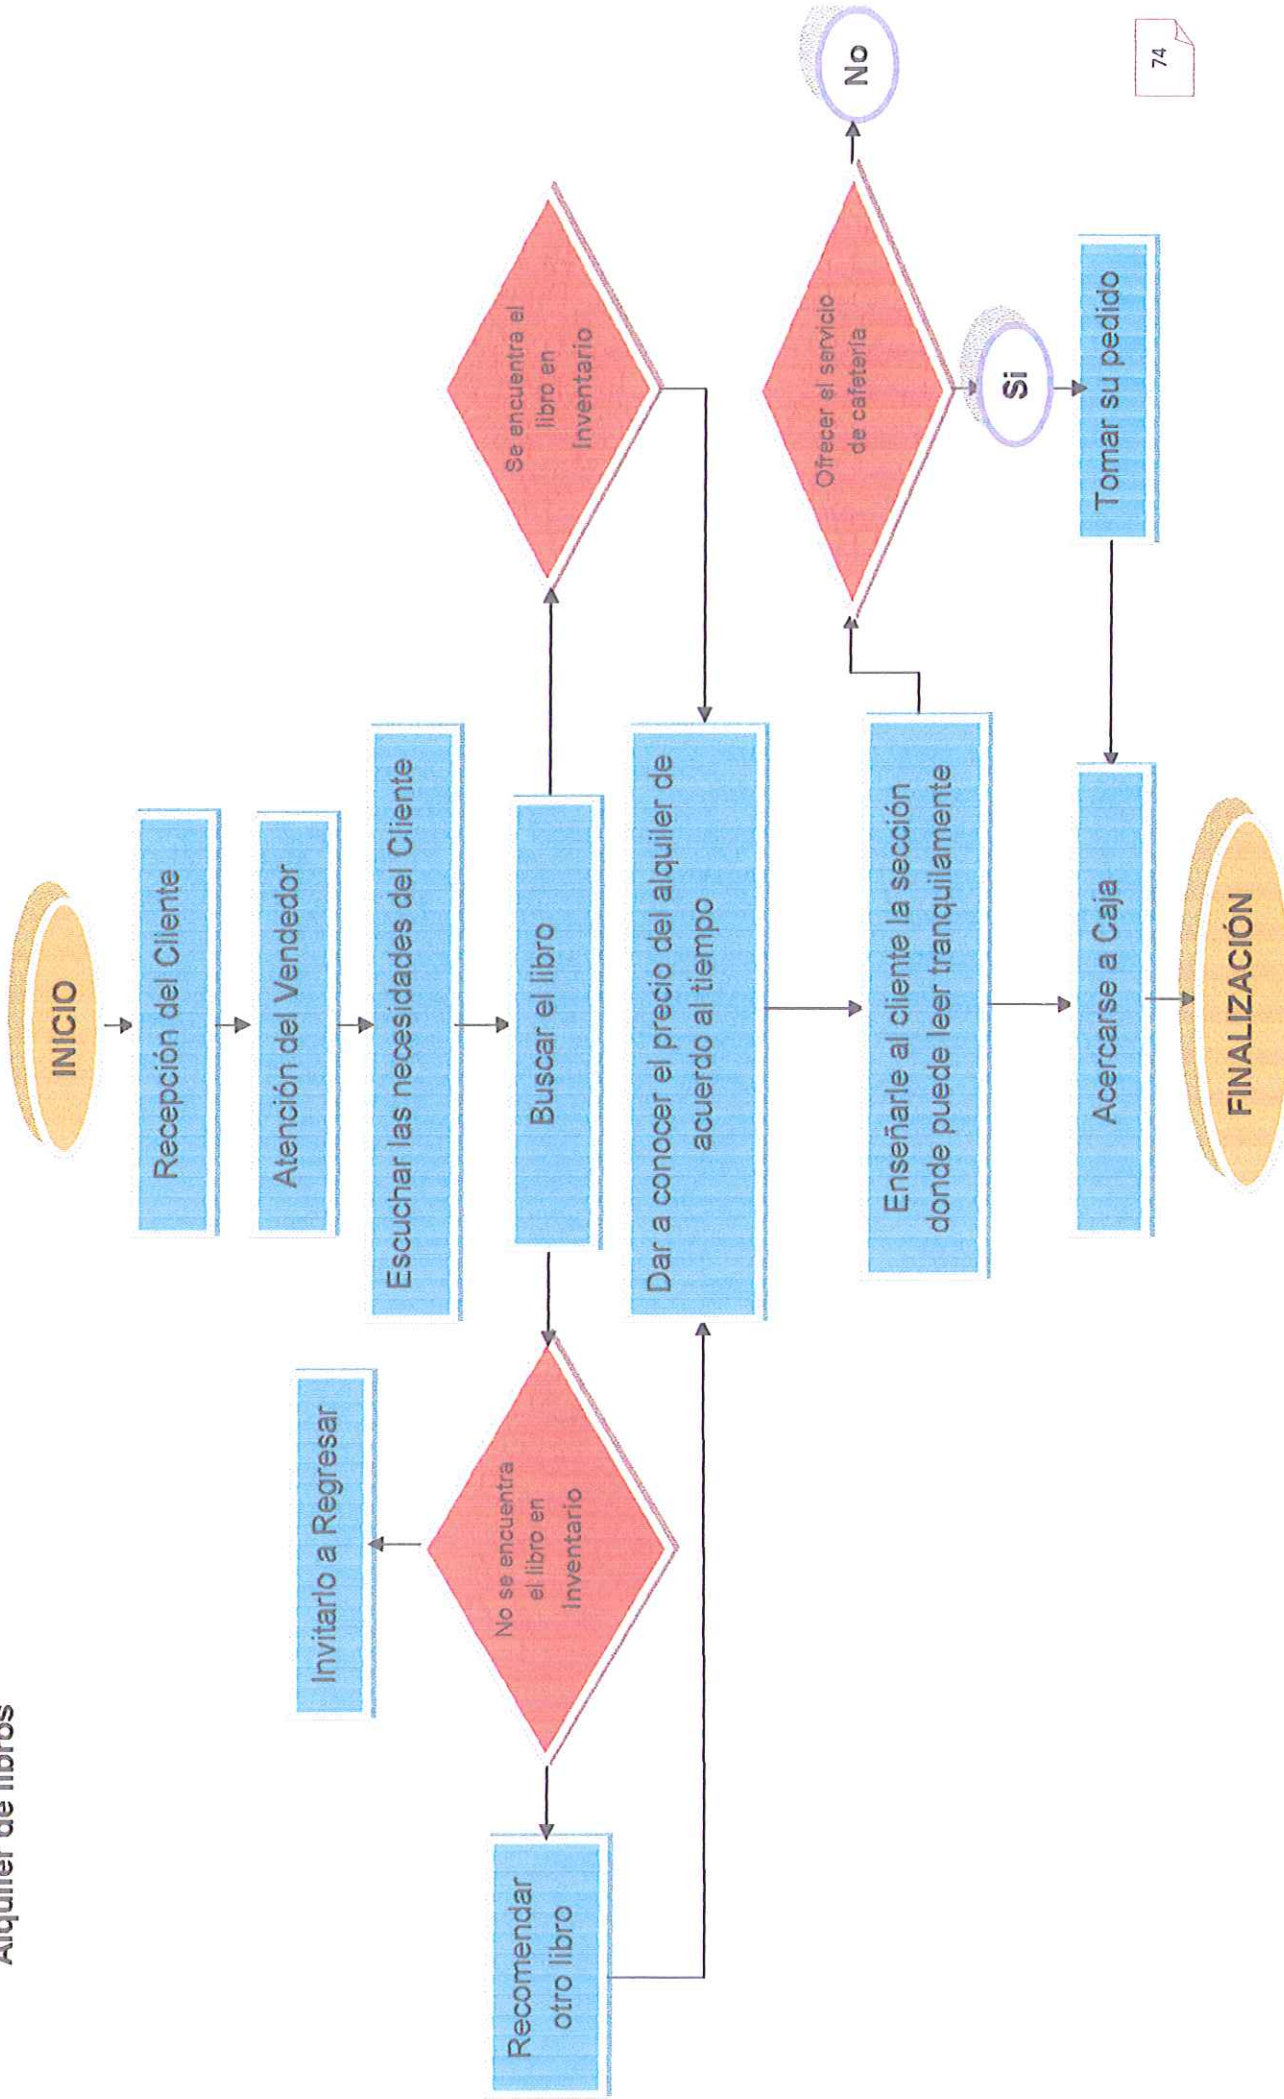 Alquiler de libros
INICIO
Recepción del Cliente
Atención del Vendedor
Invitarlo a Regresar
Escuchar las necesidades del Cliente
Recomendar
otro libro
No se encuentra
el libro en
Inventario
Buscar el libro
Se encuentra el
libro en
Inventario
Dar a conocer el precio del alquiler de
acuerdo al tiempo
Enseñarle al cliente la sección
donde puede leer tranquilamente
Ofrecer el servicio
de cafetería
No
Si
Acercarse a Caja
Tomar su pedido
FINALIZACIÓN
74